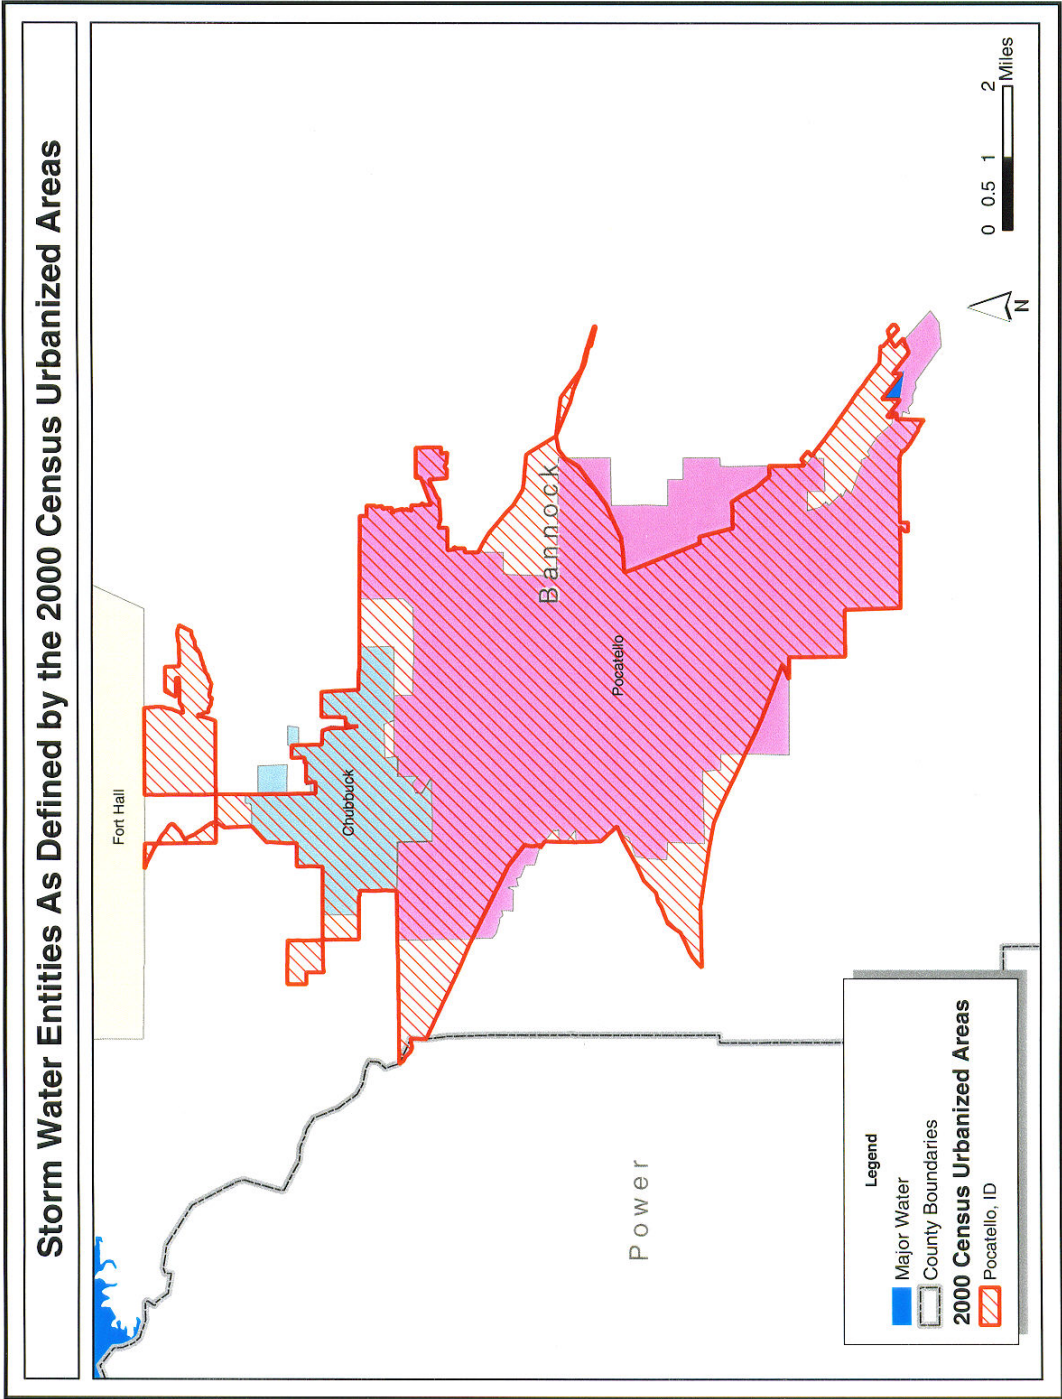 Storm Water Entities As Defined by the 2000 Census Urbanized Areas
Fort Hall
Chubbuck
Bannock
Pocatello
Power
Legend
Major Water
County Boundaries
2000 Census Urbanized Areas
Pocatello, ID
N
0 0.5 1 2
Miles